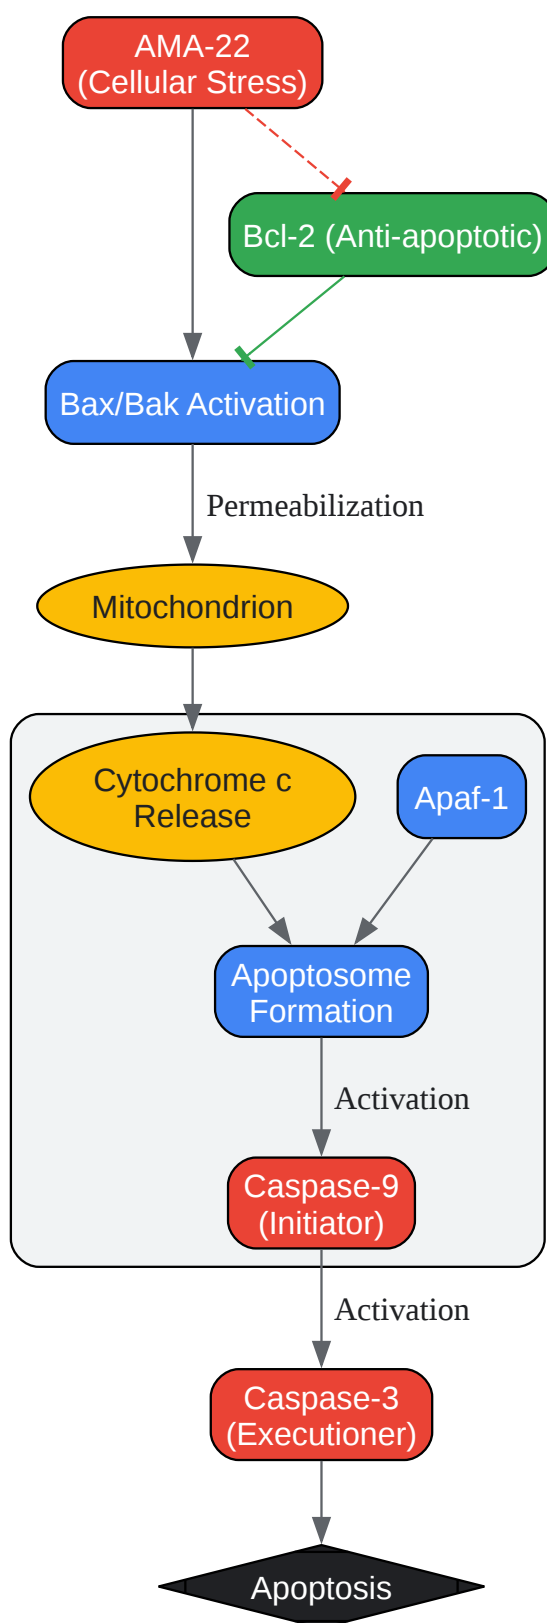 AMA-22
(Cellular Stress)
Bcl-2 (Anti-apoptotic)
Bax/Bak Activation
Permeabilization
Mitochondrion
Cytochrome c
Release
Apaf-1
Apoptosome
Formation
Activation
Caspase-9
(Initiator)
Activation
Caspase-3
(Executioner)
Apoptosis